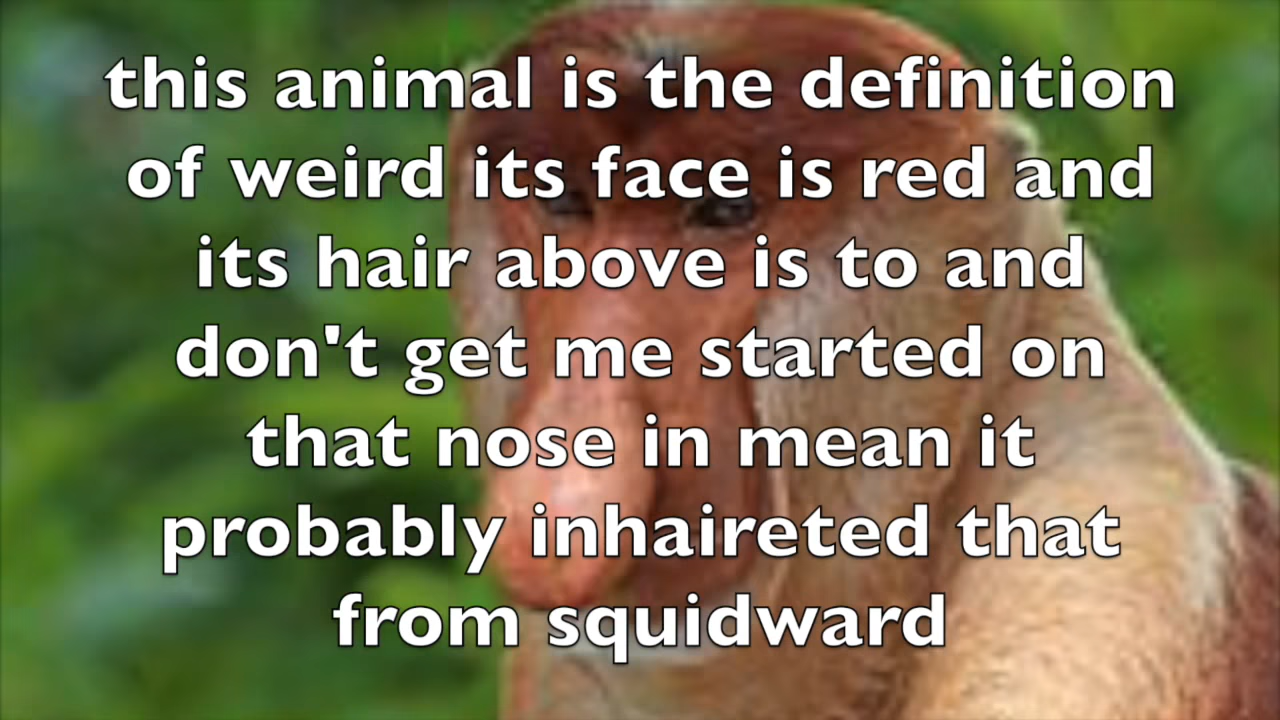 this animal is the definition
of weird its face is red and
its hair above is to and
don't get me started on
that nose in mean it
probably inhaireted that
from squidward